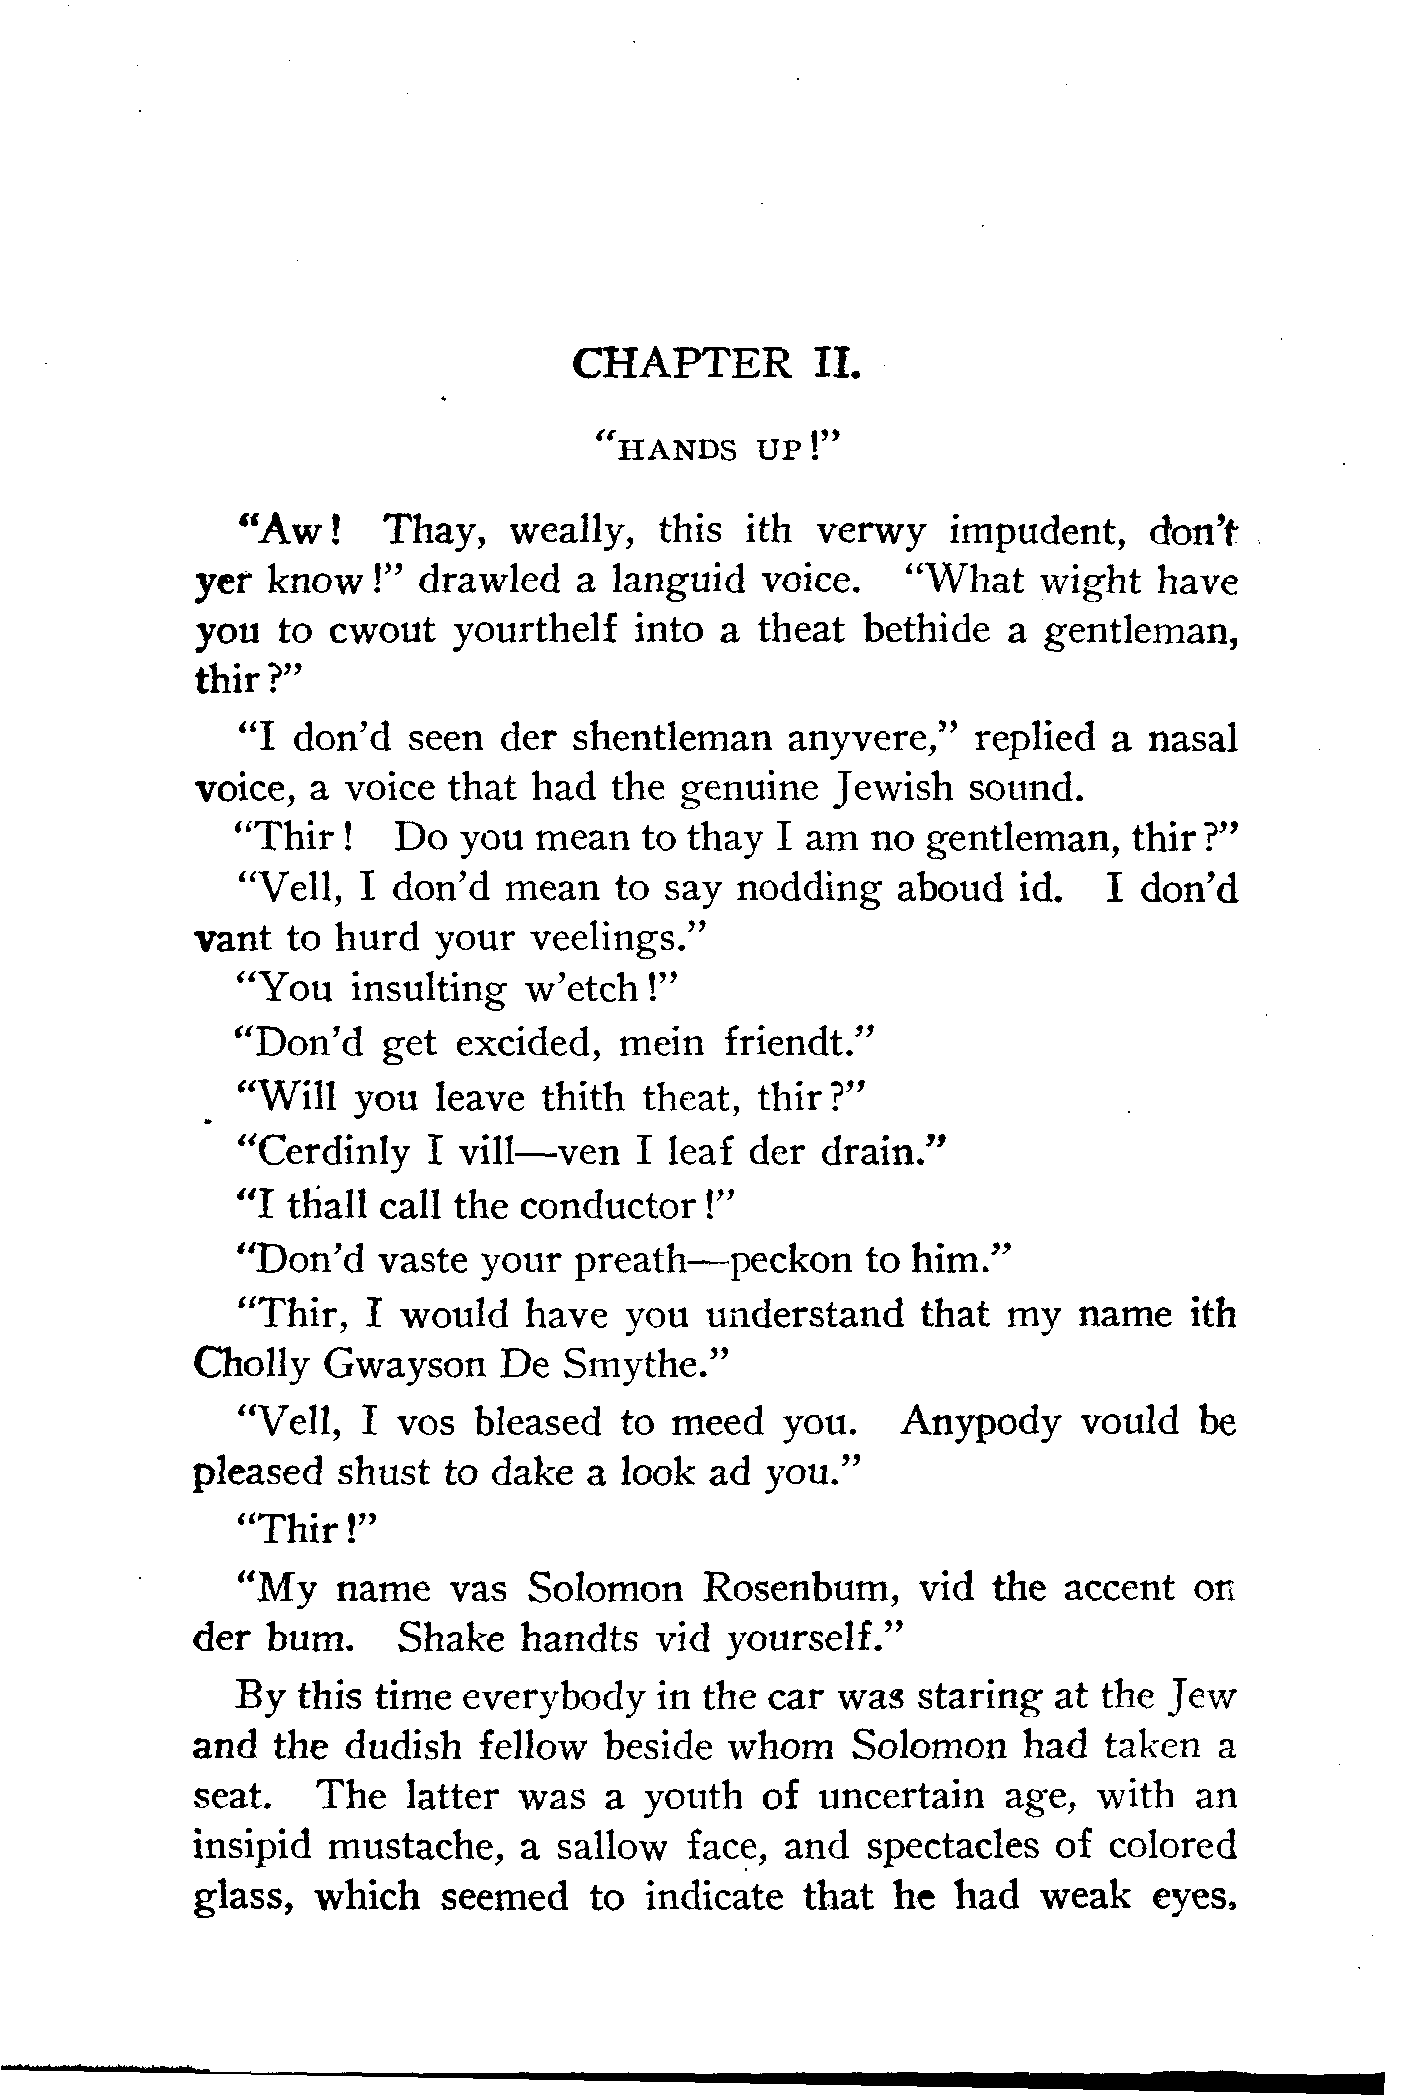 CHAPTER II.
"HANDS UP!"
"Aw! Thay, weally, this ith verwy impudent, don't
yer know!" drawled a languid voice. "What wight have
you to cwout yourthelf into a theat bethide a gentleman,
thir?"
"I don'd seen der shentleman anyvere," replied a nasal
voice, a voice that had the genuine Jewish sound.
"Thir! Do you mean to thay I am no gentleman, thir?"
"Vell, I don'd mean to say nodding aboud id. I don'd
vant to hurd your veelings."
"You insulting w'etch!"
"Don'd get excided, mein friendt."
"Will you leave thith theat, thir?"
"Cerdinly I vill—ven I leaf der drain."
"I thall call the conductor!"
"Don'd vaste your preath—peckon to him."
"Thir, I would have you understand that my name ith
Cholly Gwayson De Smythe."
"Vell, I vos bleased to meed you. Anypody vould be
pleased shust to dake a look ad you."
"Thir!"
"My name vas Solomon Rosenbum, vid the accent on
der bum. Shake handts vid yourself."
By this time everybody in the car was staring at the Jew
and the dudish fellow beside whom Solomon had taken a
seat. The latter was a youth of uncertain age, with an
insipid mustache, a sallow face, and spectacles of colored
glass, which seemed to indicate that he had weak eyes.